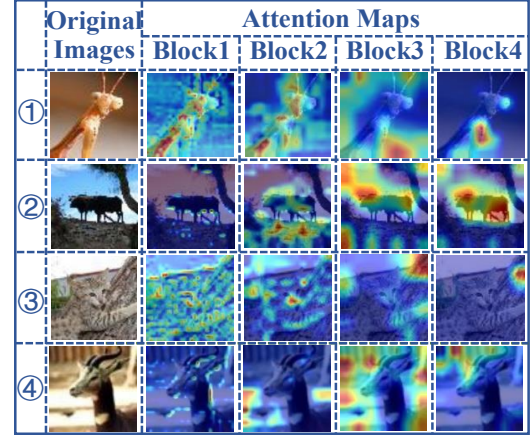 Original Images
Attention Maps
Block1 Block2 Block3 Block4
①
②
③
④